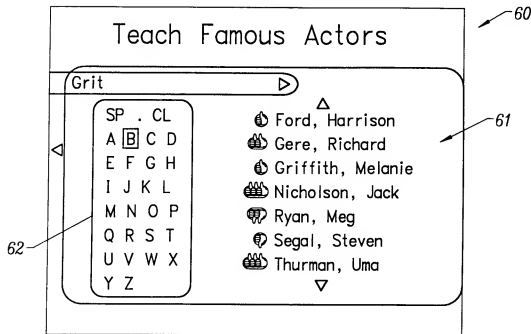 60
Teach Famous Actors
Grit
SP . CL
A B C D
E F G H
I J K L
M N O P
Q R S T
U V W X
Y Z
Ford, Harrison
Gere, Richard
Griffith, Melanie
Nicholson, Jack
Ryan, Meg
Segal, Steven
Thurman, Uma
61
62